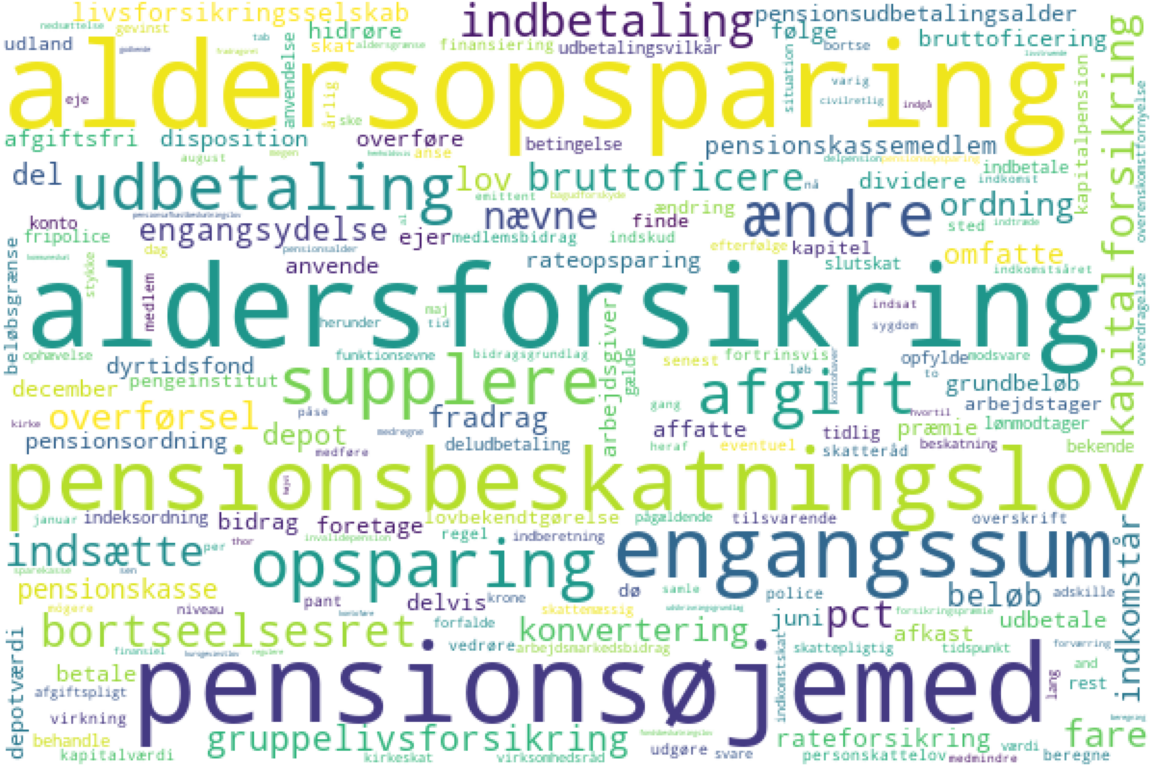 livsforsikringsselskab
indbetaling
pensionsudbetalingsalder
nedsættelse
gevinst
hidrøre
følge
udland
tab
skat
aldersgrænse
finansiering
udbetalingsvilkår
bortse
bruttoficering
aldersopsparing
anvendelse
årlig
eje
ske
situation
varig
civilretlig
indgå
kapitalpension
kapitalforsikring
overenskomstfornyelse
afgiftsfri
disposition
overføre
betingelse
pensionskassemedlem
august
anse
delpension
pensionsopsparing
indbetale
del
udbetaling
lov
bruttoficere
nå
dividere
indkomst
emittent
bagudforskyde
konto
engangsydelse
nævne
ændring
finde
ændre
ordning
indtræde
sted
fripolice
ejer
medlemsbidrag
indskud
efterfølge
kapitel
omfatte
dag
pensionsalder
beløbsgrænse
stykke
anvende
rateopsparing
slutskat
indkomstsåret
aldersforsikring
medlem
herunder
maj
tid
indsat
sygdom
overdragelse
ophævelse
dyrtidsfond
funktionsevne
bidragsgrundlag
arbejdsgiver
gælde
senest
fortrinsvis
opfylde
modsvare
december
pengeinstitut
supplere
løb
kontohaver
to
grundbeløb
afgift
arbejdstager
kirke
overførsel
påse
fradrag
gang
hvortil
pensionsordning
depot
medregne
deludbetaling
affatte
tidlig
præmie
lønmodtager
medføre
heraf
eventuel
skatteråd
beskatning
bekende
pensionsbeskatningslov
januar
indeksordning
bidrag
foretage
lovbekendtgørelse
pågældende
tilsvarende
overskrift
indsætte
per
thor
invalidepension
regel
indberetning
opsparing
engangssum
indkomstår
sparekasse
sen
pensionskasse
pant
delvis
krone
dø
samle
police
beløb
adskille
niveau
skattemæssig
juni
pct
forsikringspræmie
udbetale
depotværdi
bortseelsesret
forfalde
konvertering
afkast
finansiel
regulere
vedrøre
arbejdsmarkedsbidrag
indkomstskat
skattepligtig
tidspunkt
forværring
betale
pensionsøjemed
lang
and
rest
afgiftspligt
virkning
beregning
behandle
gruppelivsforsikring
rateforsikring
fare
kapitalværdi
kirkeskat
virksomhedsråd
udgøre
svare
personskattelov
værdi
medmindre
beregne